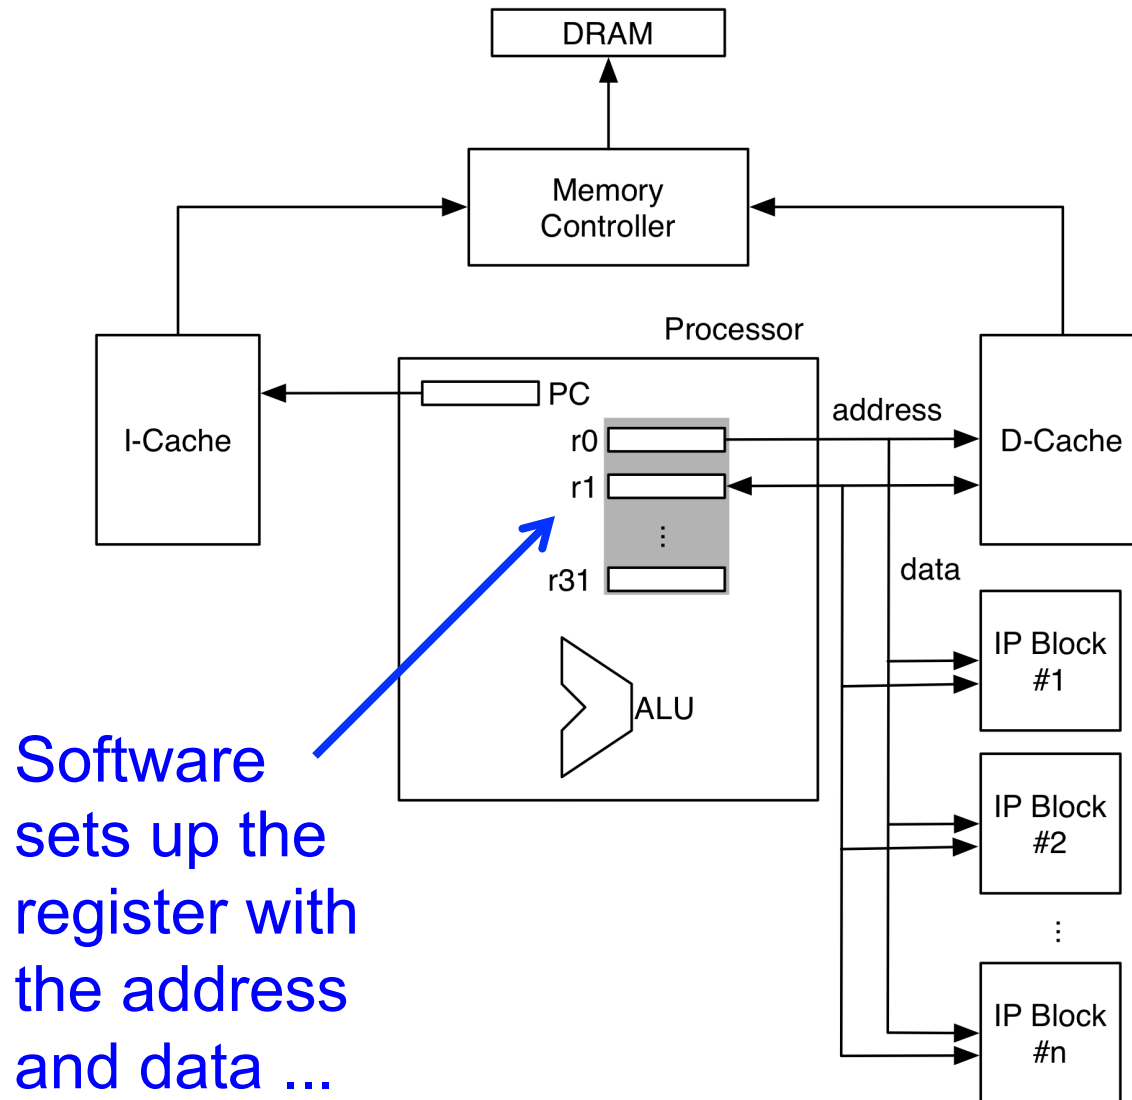 DRAM
Memory
Controller
Processor
PC
I-Cache
address
r0
D-Cache
r1
⋮
data
r31
IP Block
#1
ALU
Software
sets up the
register with
the address
and data ...
IP Block
#2
⋮
IP Block
#n